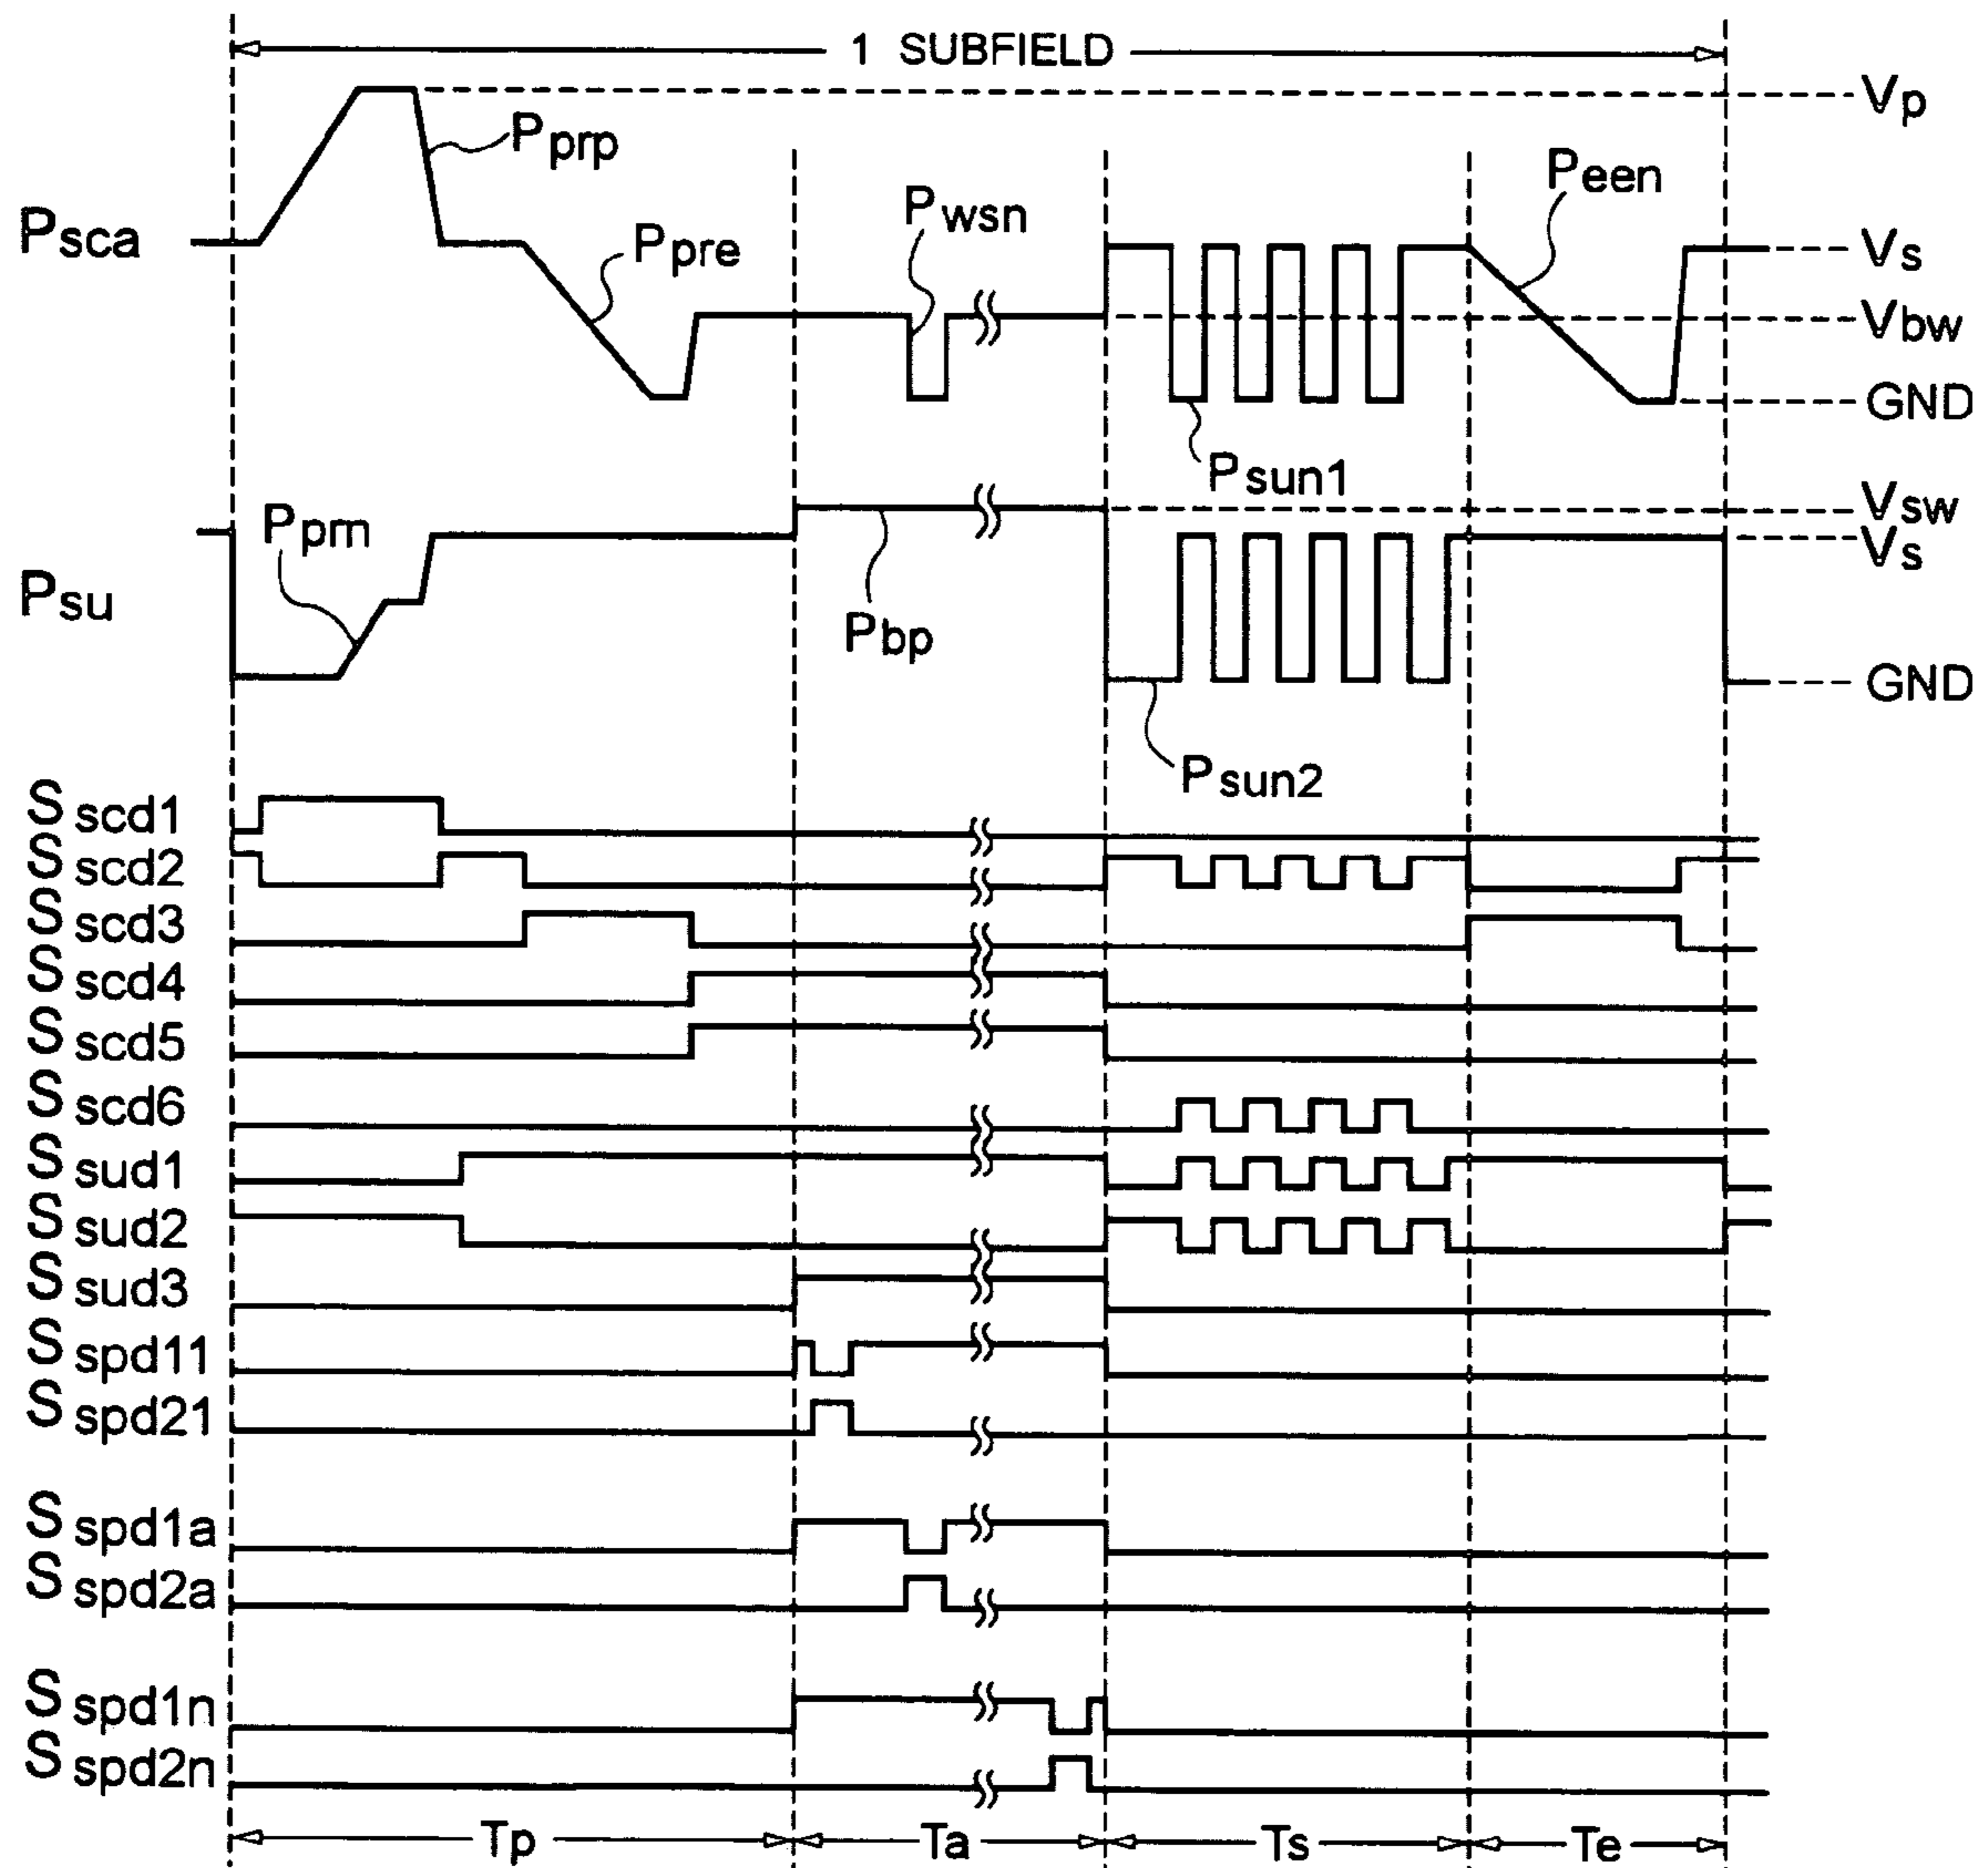 1 SUBFIELD
Vp
Pprp
Peen
Pwsn
Psca
Ppre
Vs
Vbw
GND
Psun1
Vsw
Pprn
Vs
Psu
Pbp
GND
Psun2
Sscd1
Sscd2
Sscd3
Sscd4
Sscd5
Sscd6
Ssud1
Ssud2
Ssud3
Sspd11
Sspd21
Sspd1a
Sspd2a
Sspd1n
Sspd2n
Tp Ta Ts Te